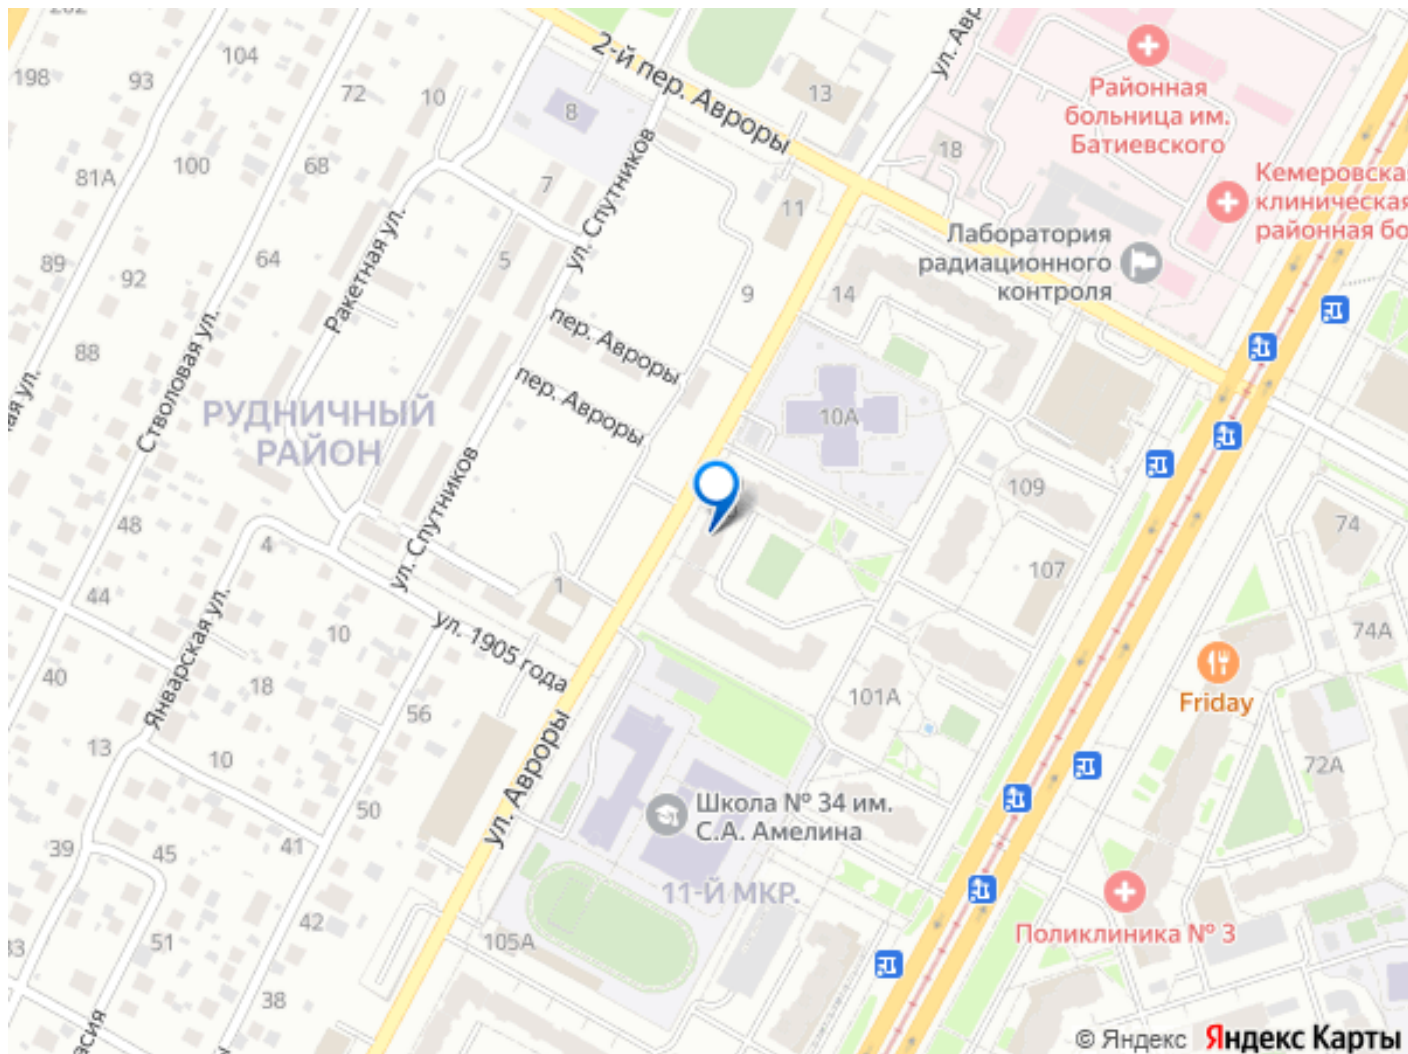 104
198
93
72
10
8
2-й пер. Авроры
13
ул. Авр
Районная
больница им.
Батиевского
18
Кемеровска
клиническая
районная бо
100
68
81А
7
ул. Спутников
11
Лаборатория
радиационного
контроля
Ракетная ул.
64
5
89
92
9
14
пер. Авроры
88
Стволовая ул.
ая ул.
пер. Авроры
РУДНИЧНЫЙ
РАЙОН
10А
109
48
4
ул. Спутников
74
107
44
1
Январская ул.
10
ул. 1905 года
74А
40
18
101А
Friday
56
13
10
72А
ул. Авроры
50
Школа № 34 им.
С.А. Амелина
39
45
41
11-Й МКР.
42
51
105А
Поликлиника № 3
33
38
асия
© Яндекс Яндекс Карты